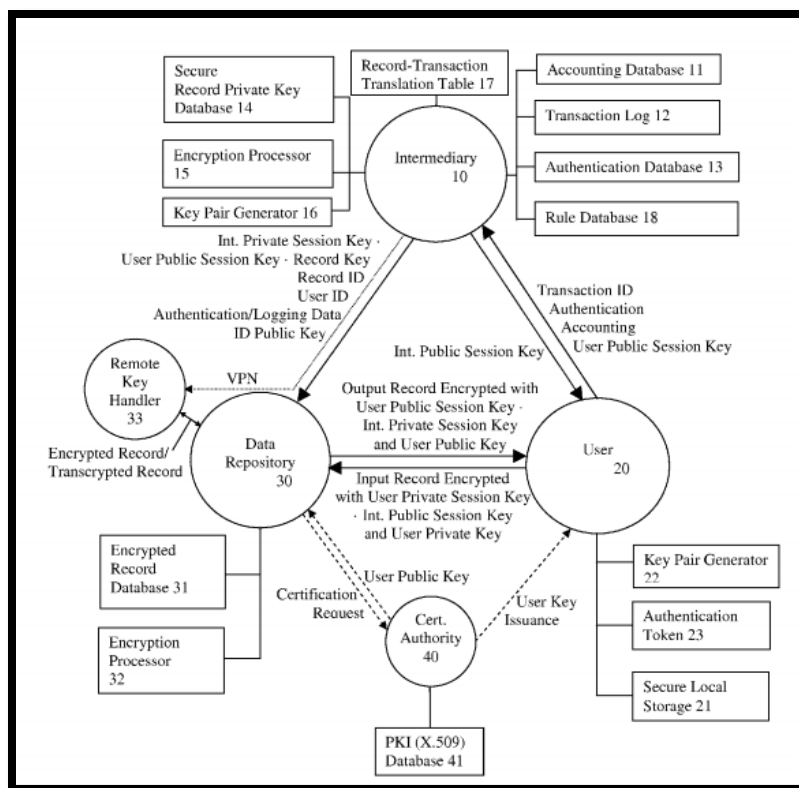 Secure
Record Private Key
Database 14
Record-Transaction
Translation Table 17
Accounting Database 11
Transaction Log 12
Encryption Processor
15
Intermediary
10
Authentication Database 13
Key Pair Generator 16
Rule Database 18
Int. Private Session Key ·
User Public Session Key · Record Key
Record ID
User ID
Authentication/Logging Data
ID Public Key
Transaction ID
Authentication
Accounting
User Public Session Key
Int. Public Session Key
Remote
Key
Handler
33
VPN
Encrypted Record/
Transcrypted Record
Data
Repository
30
Output Record Encrypted with
User Public Session Key ·
Int. Private Session Key
and User Public Key
Input Record Encrypted
with User Private Session Key
· Int. Public Session Key
and User Private Key
User
20
Encrypted
Record
Database 31
Encryption
Processor
32
User Public Key
Certification
Request
Cert.
Authority
40
User Key
Issuance
Key Pair Generator
22
Authentication
Token 23
Secure Local
Storage 21
PKI (X.509)
Database 41